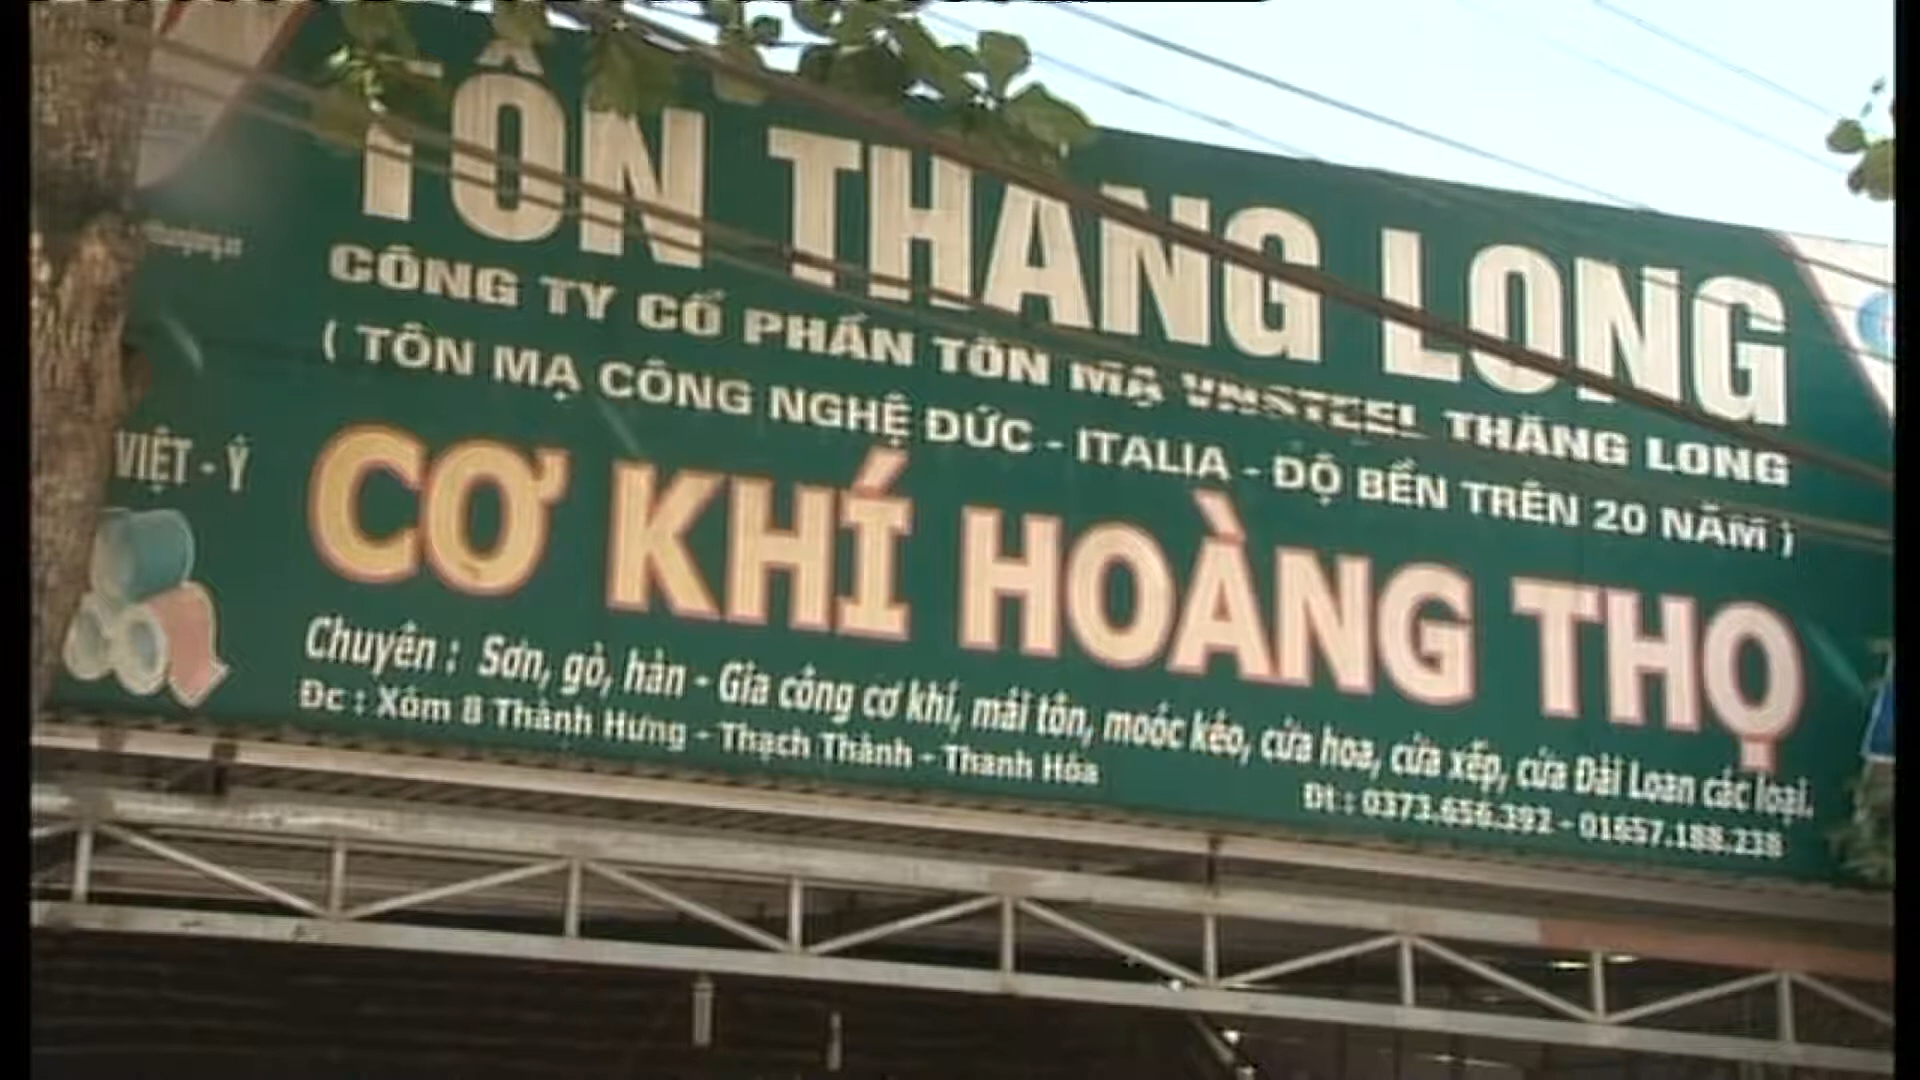 TÔN THANG LONG
CÔNG TY CỔ PHẦN TÔN MẠ VNSTEEL THĂNG LONG
( TÔN MẠ CÔNG NGHỆ ĐỨC - ITALIA - ĐỘ BỀN TRÊN 20 NĂM )
VIỆT - Ý
CƠ KHÍ HOÀNG THỌ
Chuyên : Sơn, gò, hàn - Gia công cơ khí, mái tôn, moóc kéo, cửa hoa, cửa xếp, cửa Đài Loan các loại.
Đc : Xóm 8 Thành Hưng - Thạch Thành - Thanh Hóa
Đt : 0373.656.392 - 01657.188.238